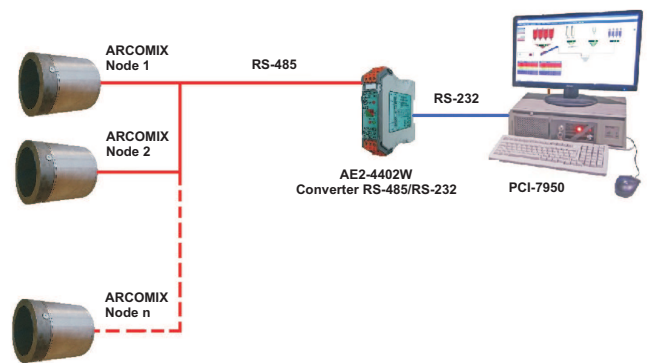 ARCOMIX
Node 1
RS-485
RS-232
ARCOMIX
Node 2
AE2-4402W
Converter RS-485/RS-232
PCI-7950
ARCOMIX
Node n